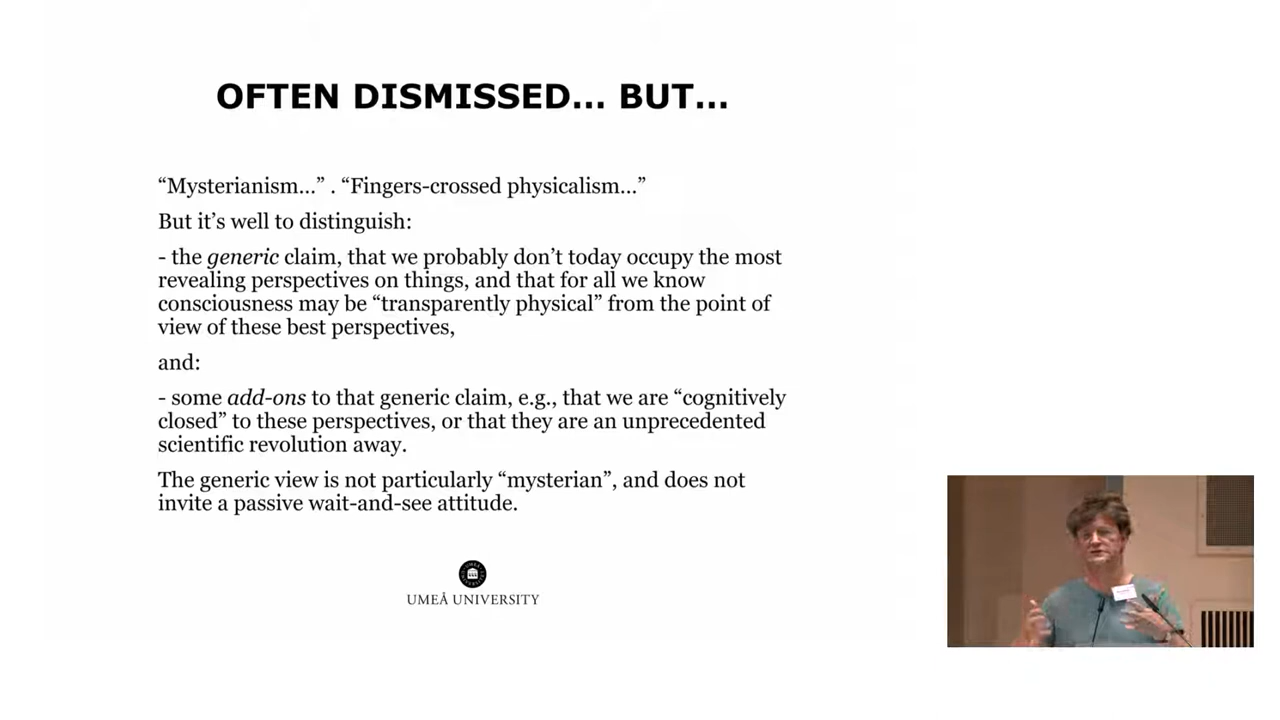 OFTEN DISMISSED... BUT...
“Mysterianism...” . “Fingers-crossed physicalism...”
But it’s well to distinguish:
- the generic claim, that we probably don’t today occupy the most
revealing perspectives on things, and that for all we know
consciousness may be “transparently physical” from the point of
view of these best perspectives,
and:
- some add-ons to that generic claim, e.g., that we are “cognitively
closed” to these perspectives, or that they are an unprecedented
scientific revolution away.
The generic view is not particularly “mysterian”, and does not
invite a passive wait-and-see attitude.
UMEÅ UNIVERSITY